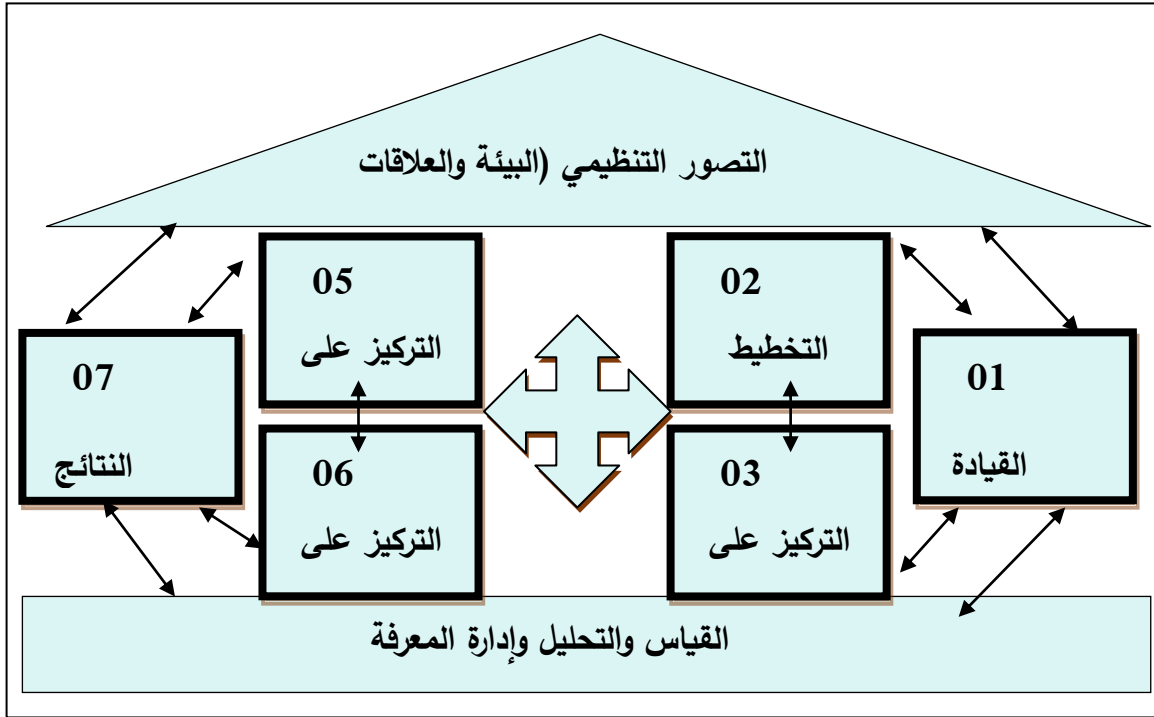 التصور التنظيمي (البيئة والعلاقات
02
التخطيط
05
التركيز على
01
القيادة
07
النتائج
03
التركيز على
06
التركيز على
القياس والتحليل وإدارة المعرفة